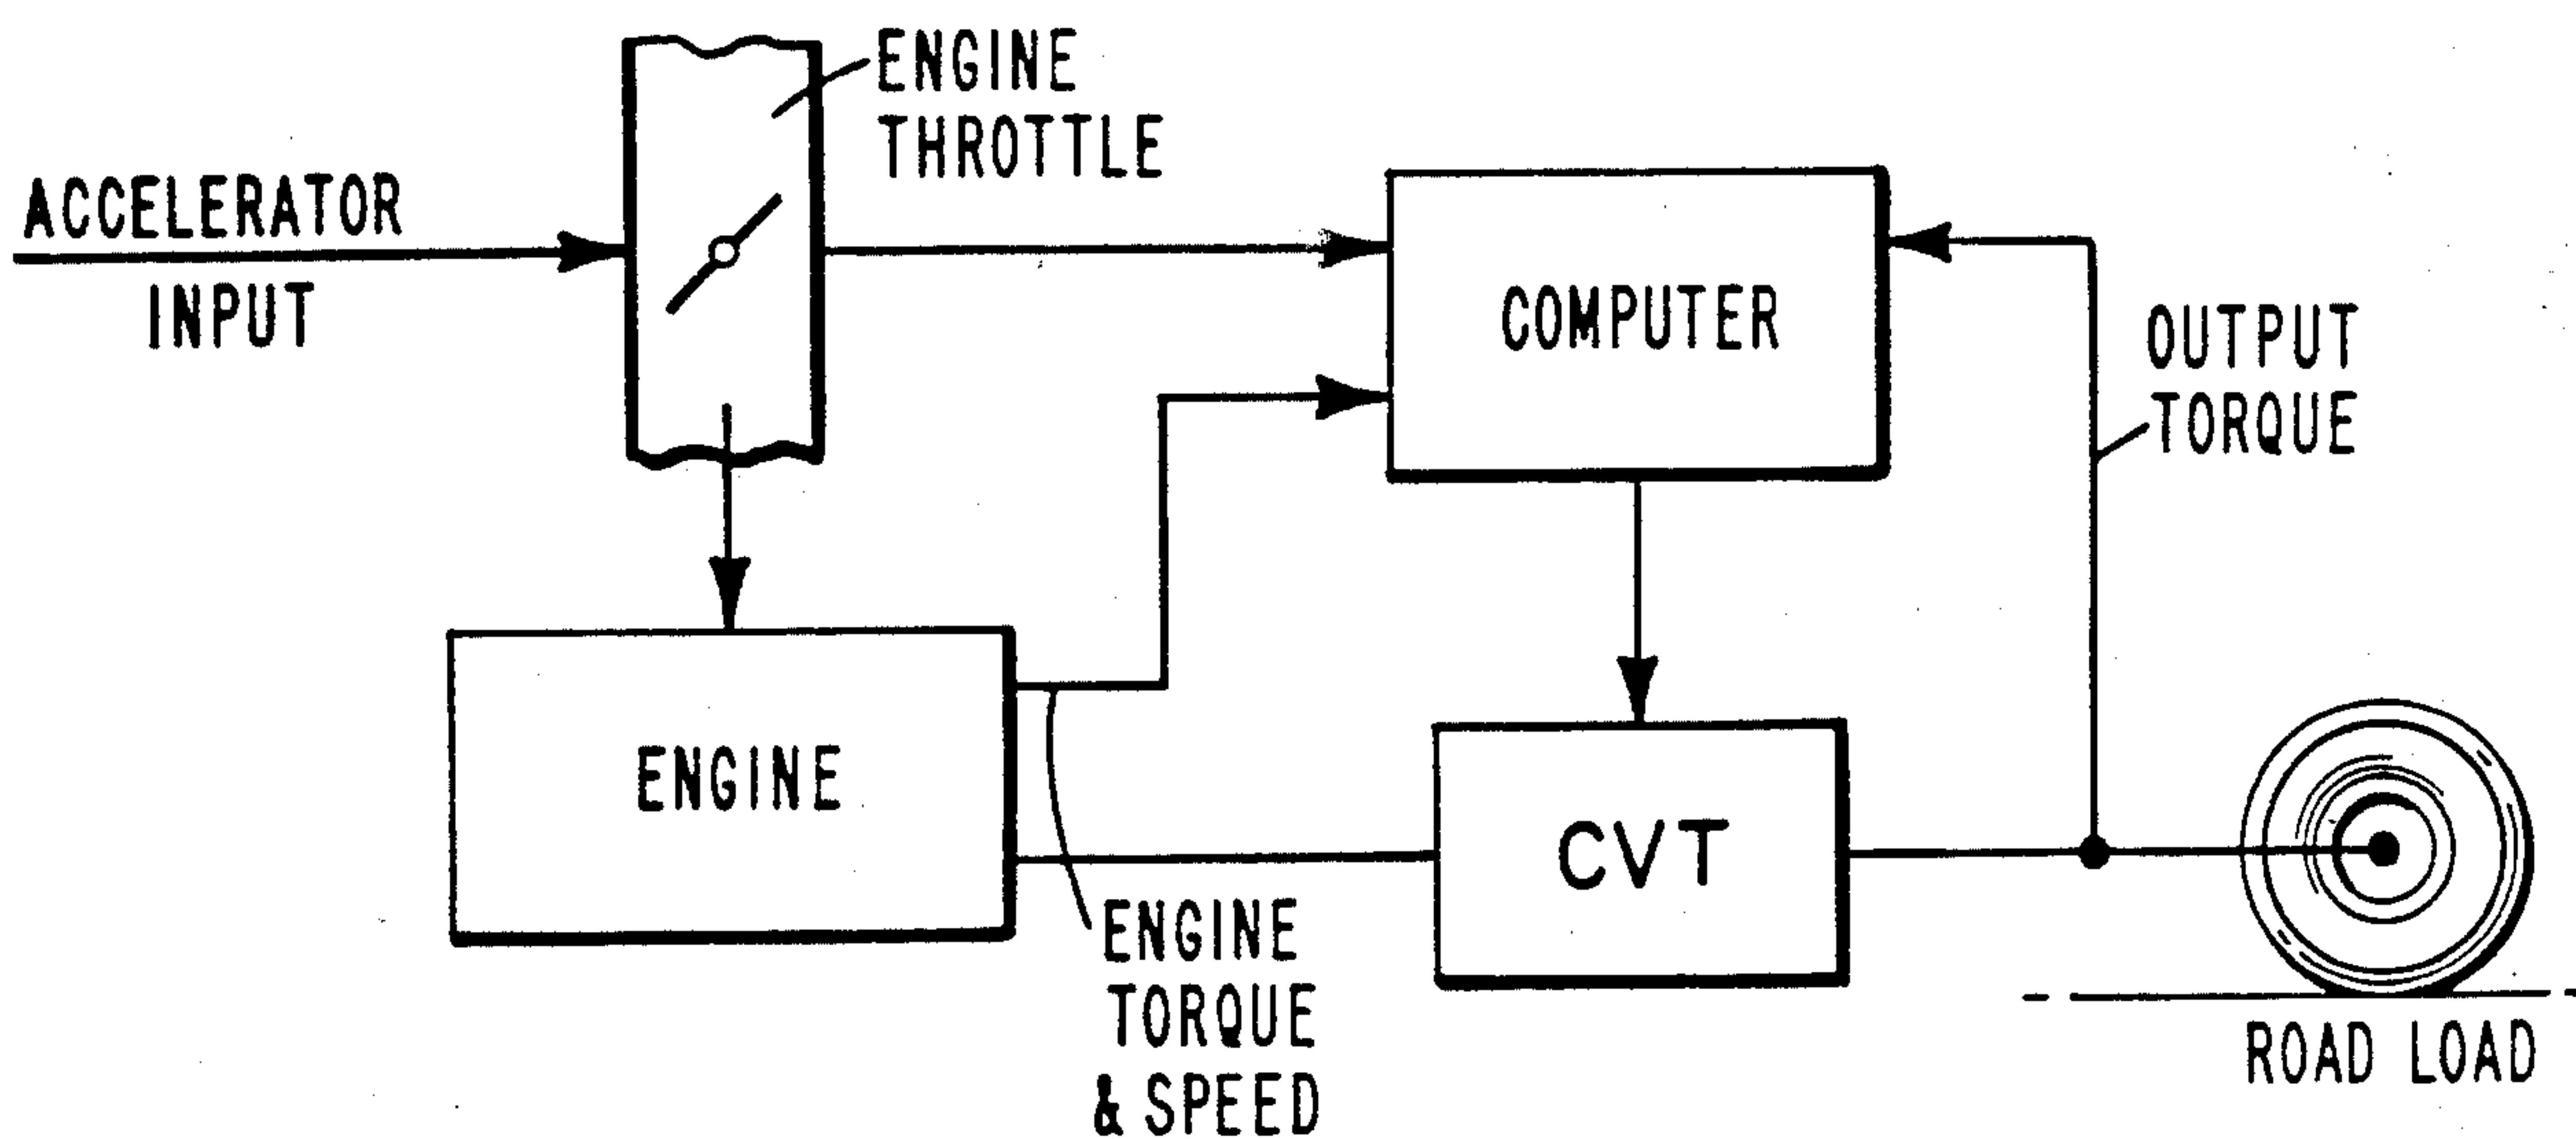 ENGINE
THROTTLE
ACCELERATOR
INPUT
COMPUTER
OUTPUT
TORQUE
ENGINE
CVT
ENGINE
TORQUE
& SPEED
ROAD LOAD